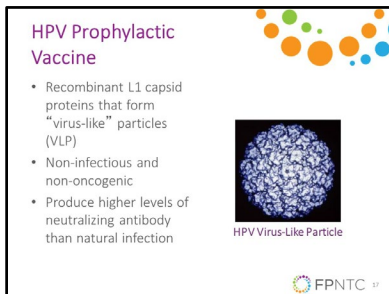 HPV Prophylactic
Vaccine
• Recombinant L1 capsid
proteins that form
“virus-like” particles
(VLP)
• Non-infectious and
non-oncogenic
• Produce higher levels of
neutralizing antibody
than natural infection
HPV Virus-Like Particle
FPNTC 17